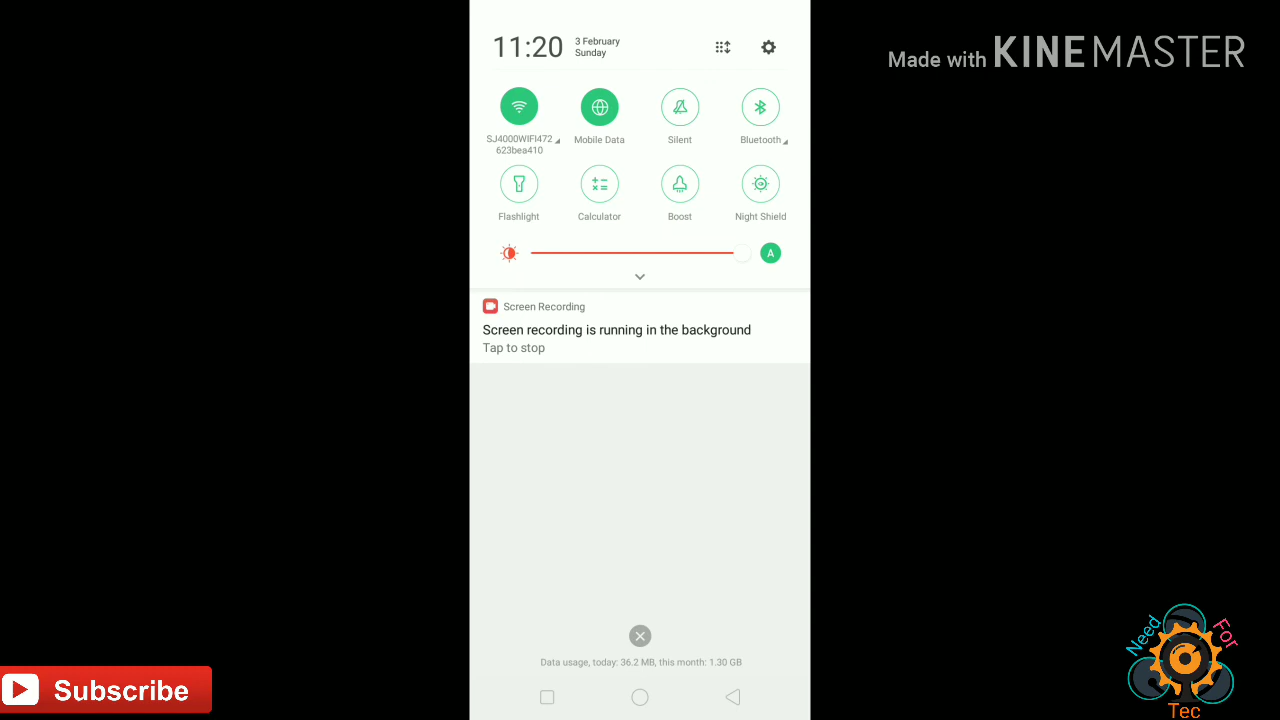 11:20
3 February
Sunday
Made with KINEMASTER
SJ4000WIFI472
623bea410
Mobile Data
Silent
Bluetooth
Flashlight
Calculator
Boost
Night Shield
A
Screen Recording
Screen recording is running in the background
Tap to stop
Data usage, today: 36.2 MB, this month: 1.30 GB
Subscribe
Need
For
Tec